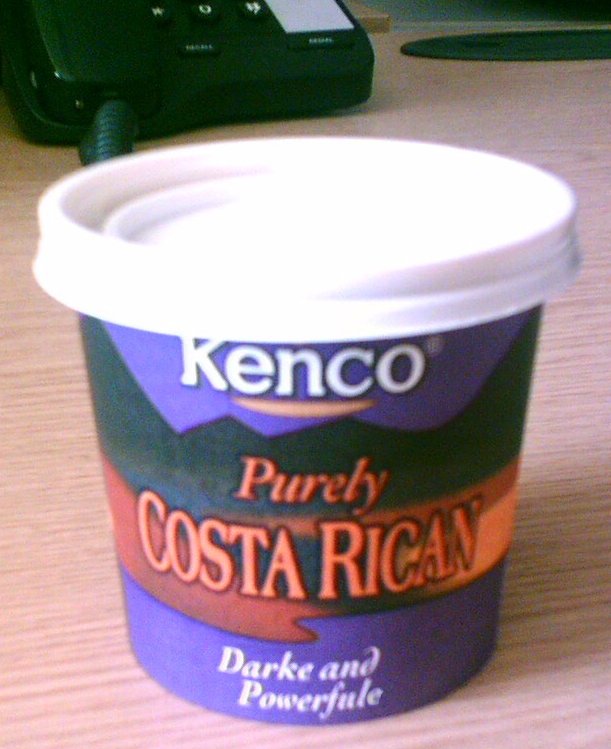 Kenco®
Purely
COSTA RICAN
Darke and
Powerfule